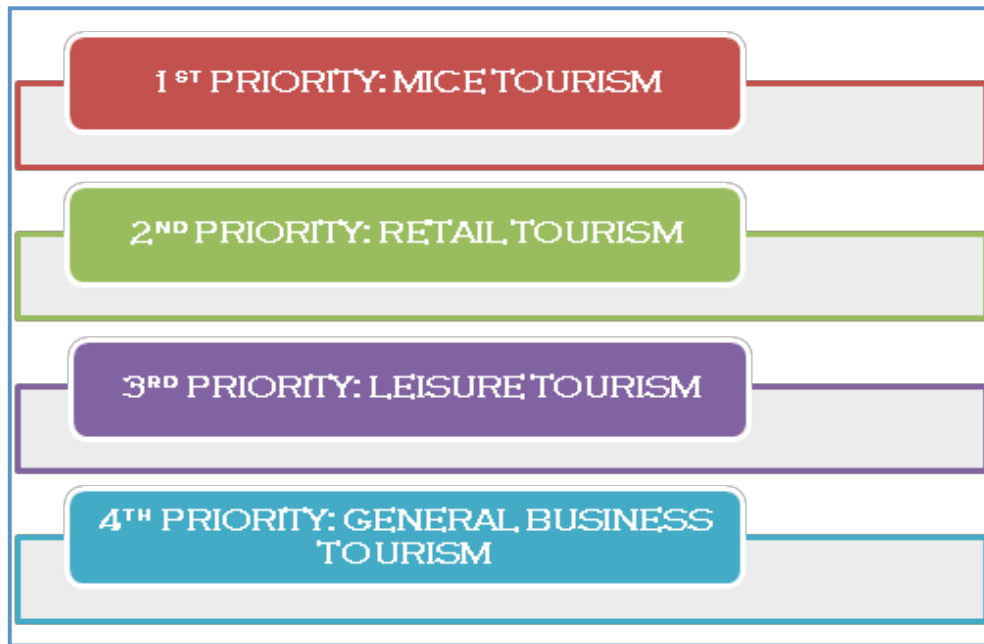 1ST PRIORITY: MICE TOURISM
2ND PRIORITY: RETAIL TOURISM
3RD PRIORITY: LEISURE TOURISM
4TH PRIORITY: GENERAL BUSINESS
TOURISM